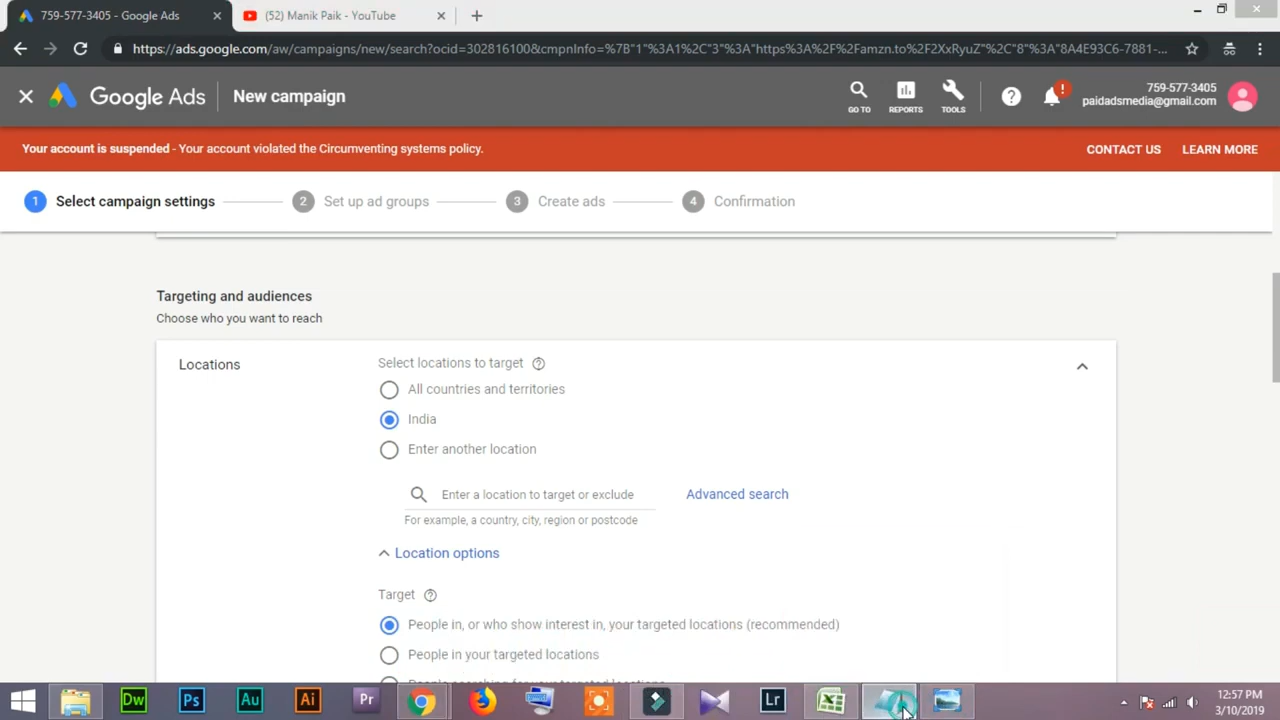 759-577-3405 - Google Ads
(52) Manik Paik - YouTube
https://ads.google.com/aw/campaigns/new/search?ocid=302816100&cmpnInfo=%7B"1"%3A1%2C"3"%3A"https%3A%2F%2Famzn.to%2F2XxRyuZ"%2C"8"%3A"8A4E93C6-7881-...
Google Ads
New campaign
GO TO
REPORTS
TOOLS
759-577-3405
paidadsmedia@gmail.com
Your account is suspended - Your account violated the Circumventing systems policy.
CONTACT US
LEARN MORE
1 Select campaign settings
2 Set up ad groups
3 Create ads
4 Confirmation
Targeting and audiences
Choose who you want to reach
Locations
Select locations to target
All countries and territories
India
Enter another location
Enter a location to target or exclude
Advanced search
For example, a country, city, region or postcode
Location options
Target
People in, or who show interest in, your targeted locations (recommended)
People in your targeted locations
Dw
Ps
Au
Ai
Pr
Lr
12:57 PM
3/10/2019